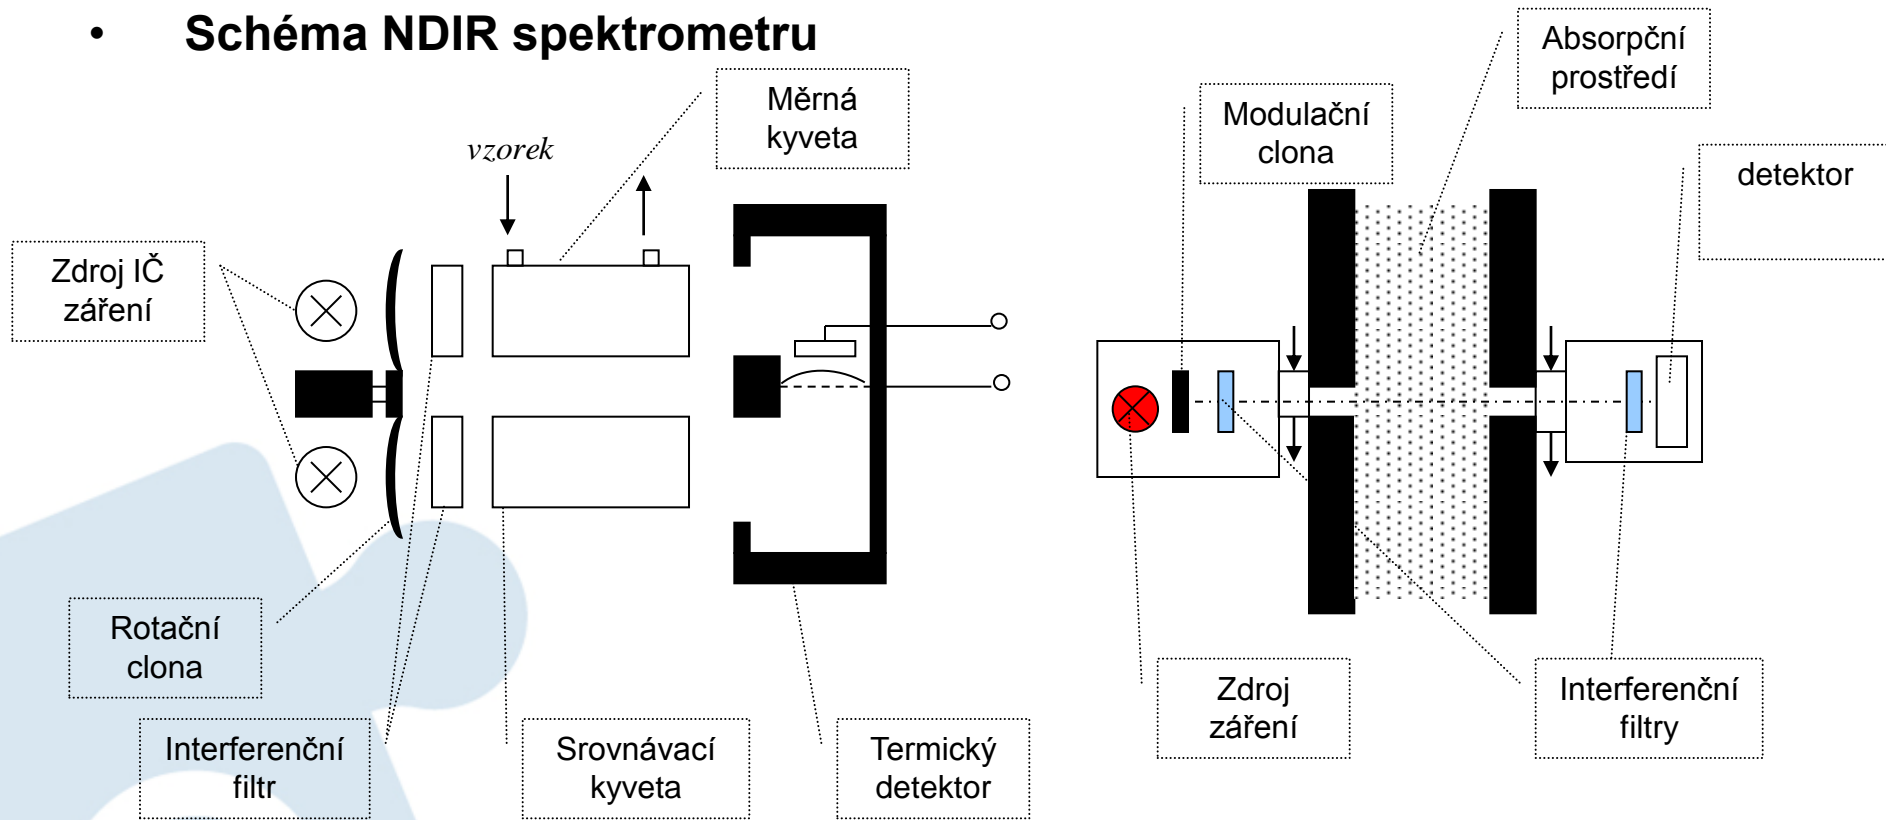 • Schéma NDIR spektrometru
Měrná
kyveta
vzorek
Zdroj IČ
záření
Rotační
clona
Interferenční
filtr
Srovnávací
kyveta
Termický
detektor
Absorpční
prostředí
Modulační
clona
detektor
Zdroj
záření
Interferenční
filtry